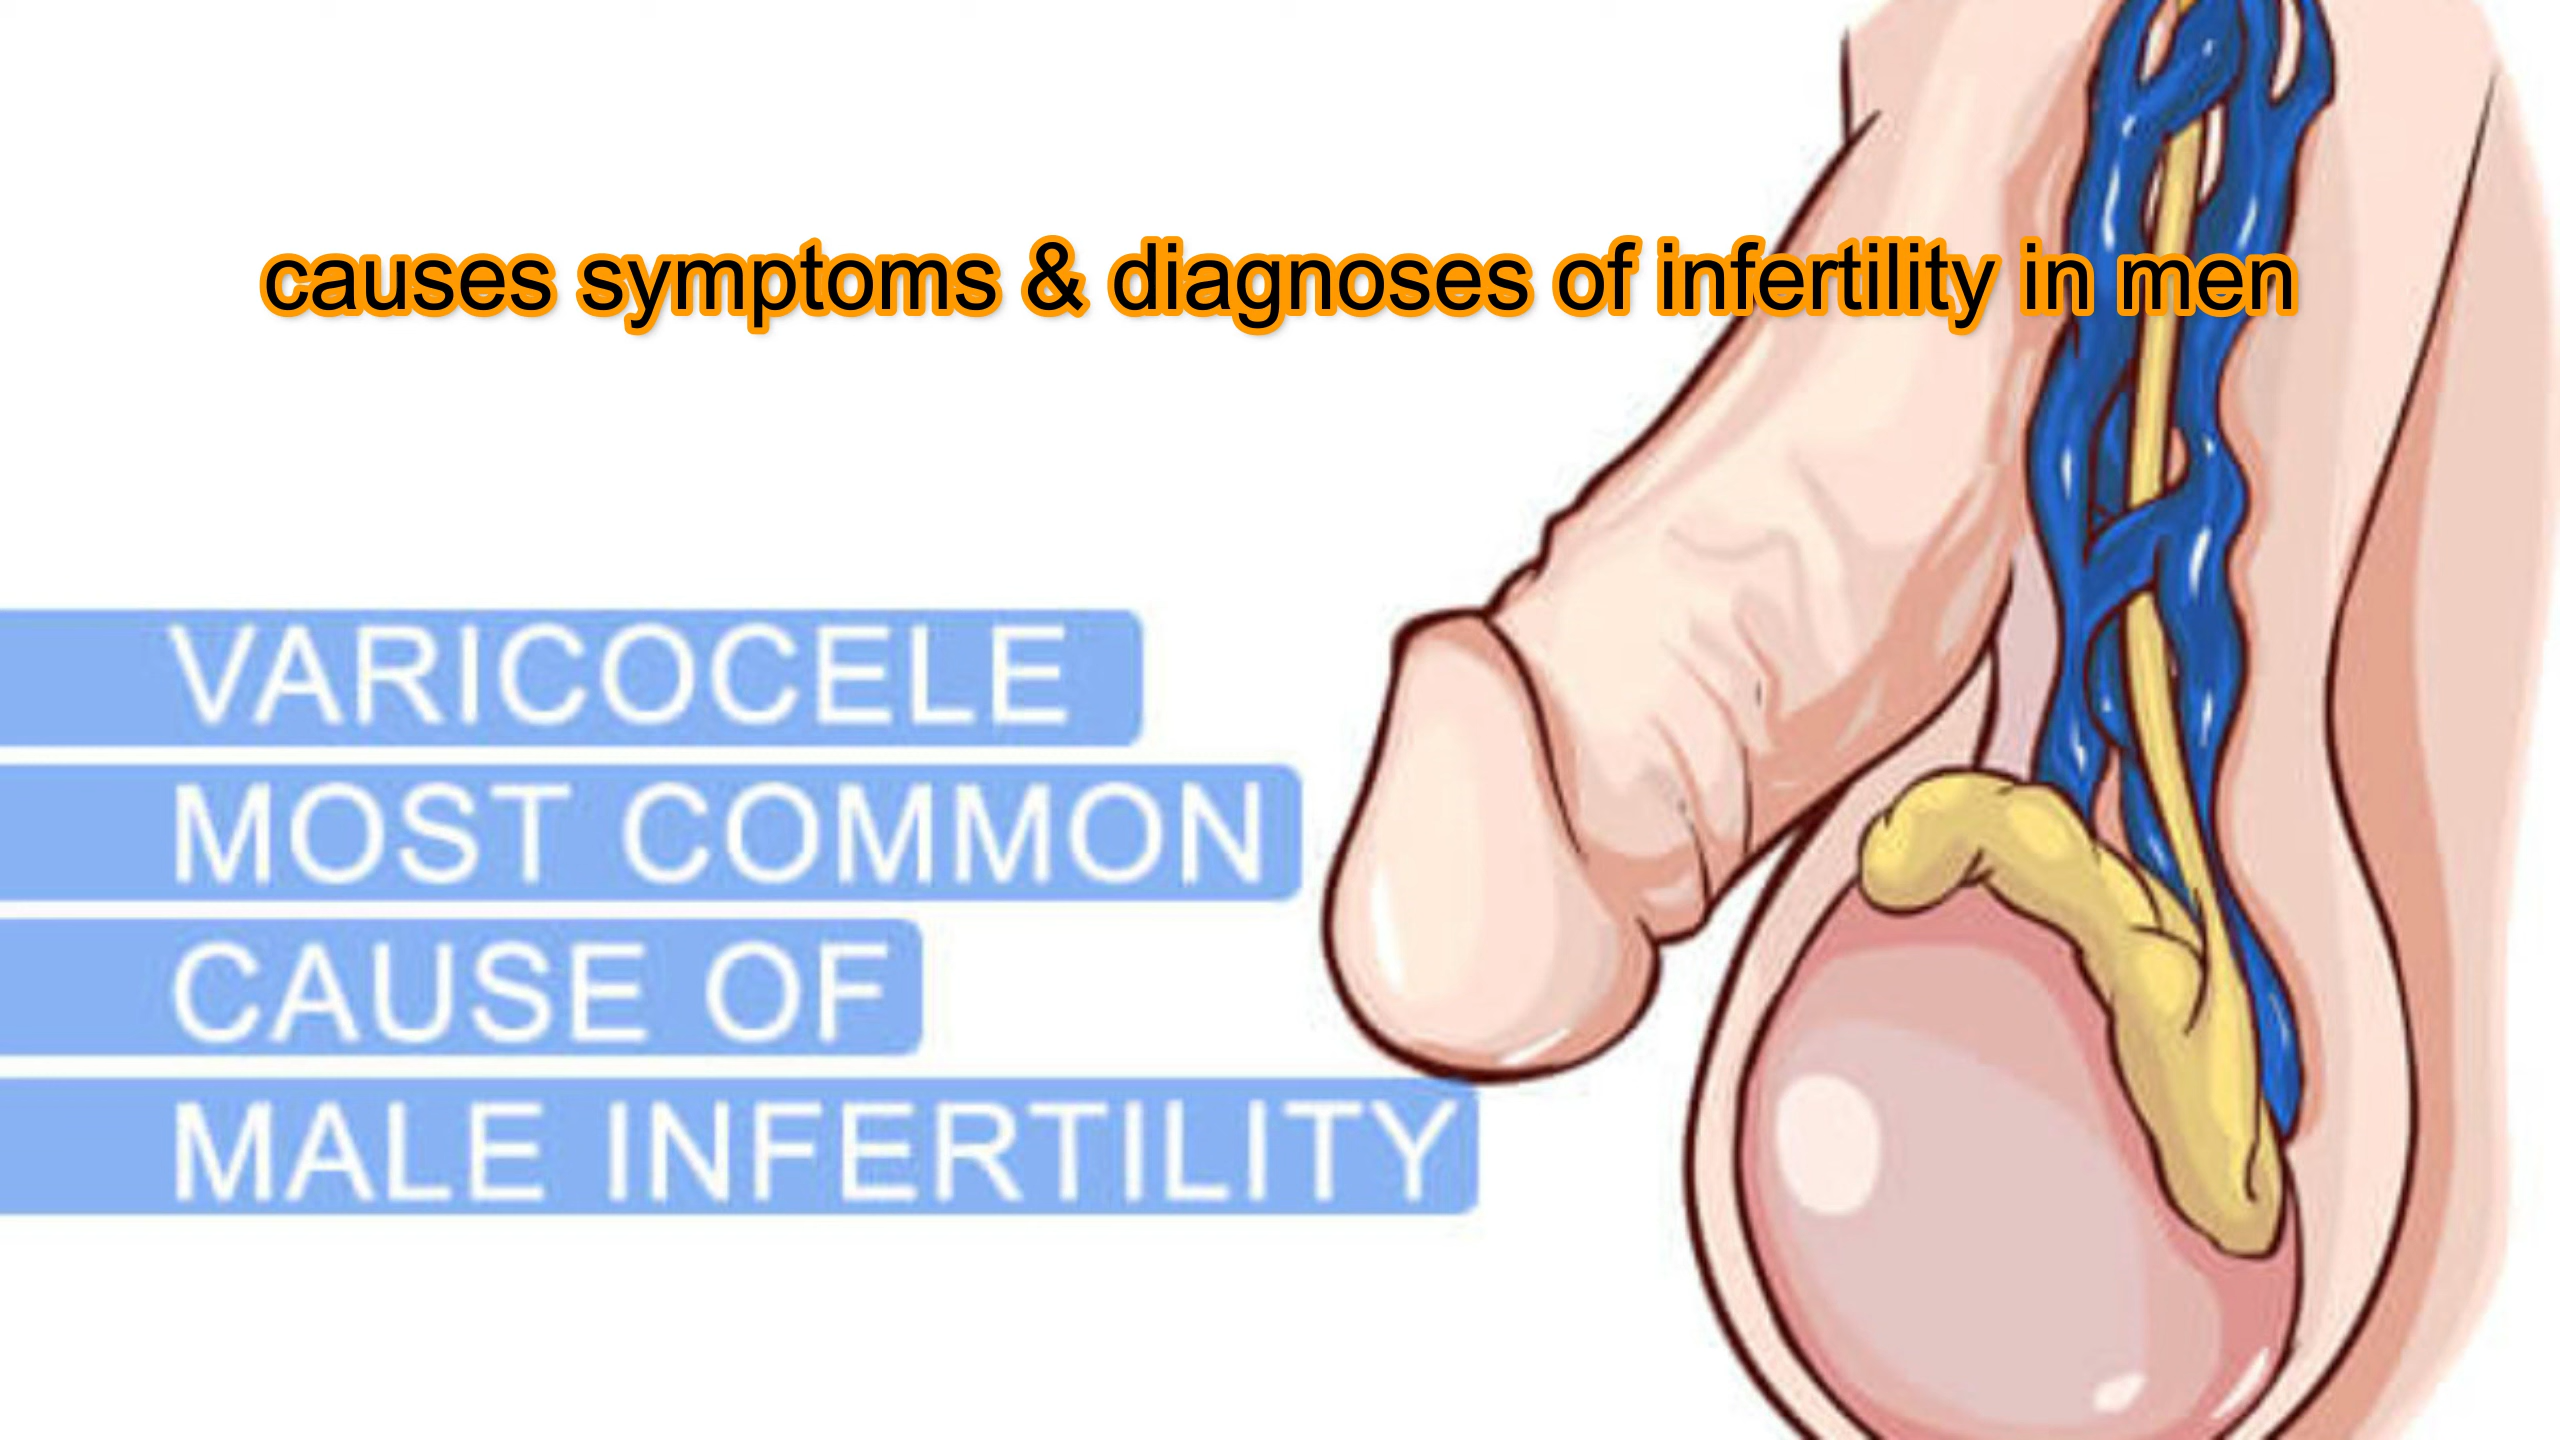 causes symptoms & diagnoses of infertility in men
VARICOCELE
MOST COMMON
CAUSE OF
MALE INFERTILITY